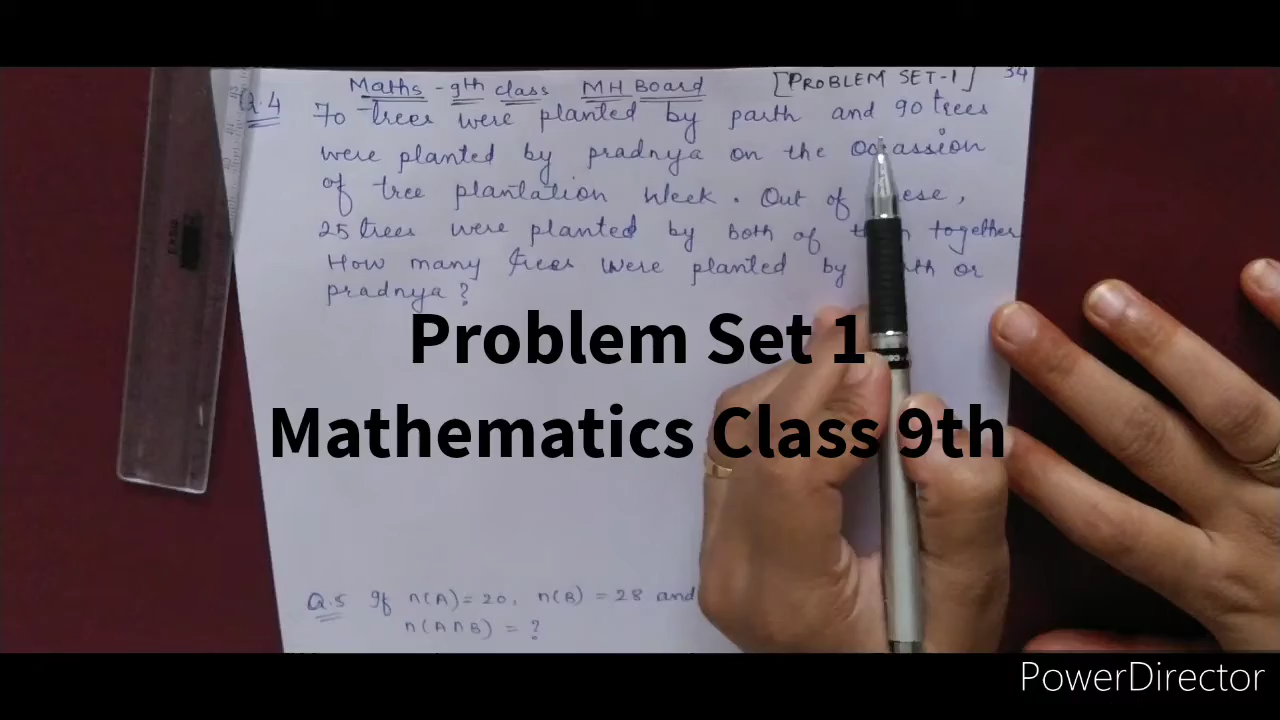 Maths - 9th class MH Board [PROBLEM SET-1] 34
Q.4 70 trees were planted by parth and 90 trees
were planted by pradnya on the occassion
of tree plantation week. Out of ,
25 trees were planted by both of together
How many trees were planted by or
pradnya ?
Problem Set 1
Mathematics Class 9th
Q.5 If n(A) = 20, n(B) = 28 and
n(A∩B) = ?
PowerDirector